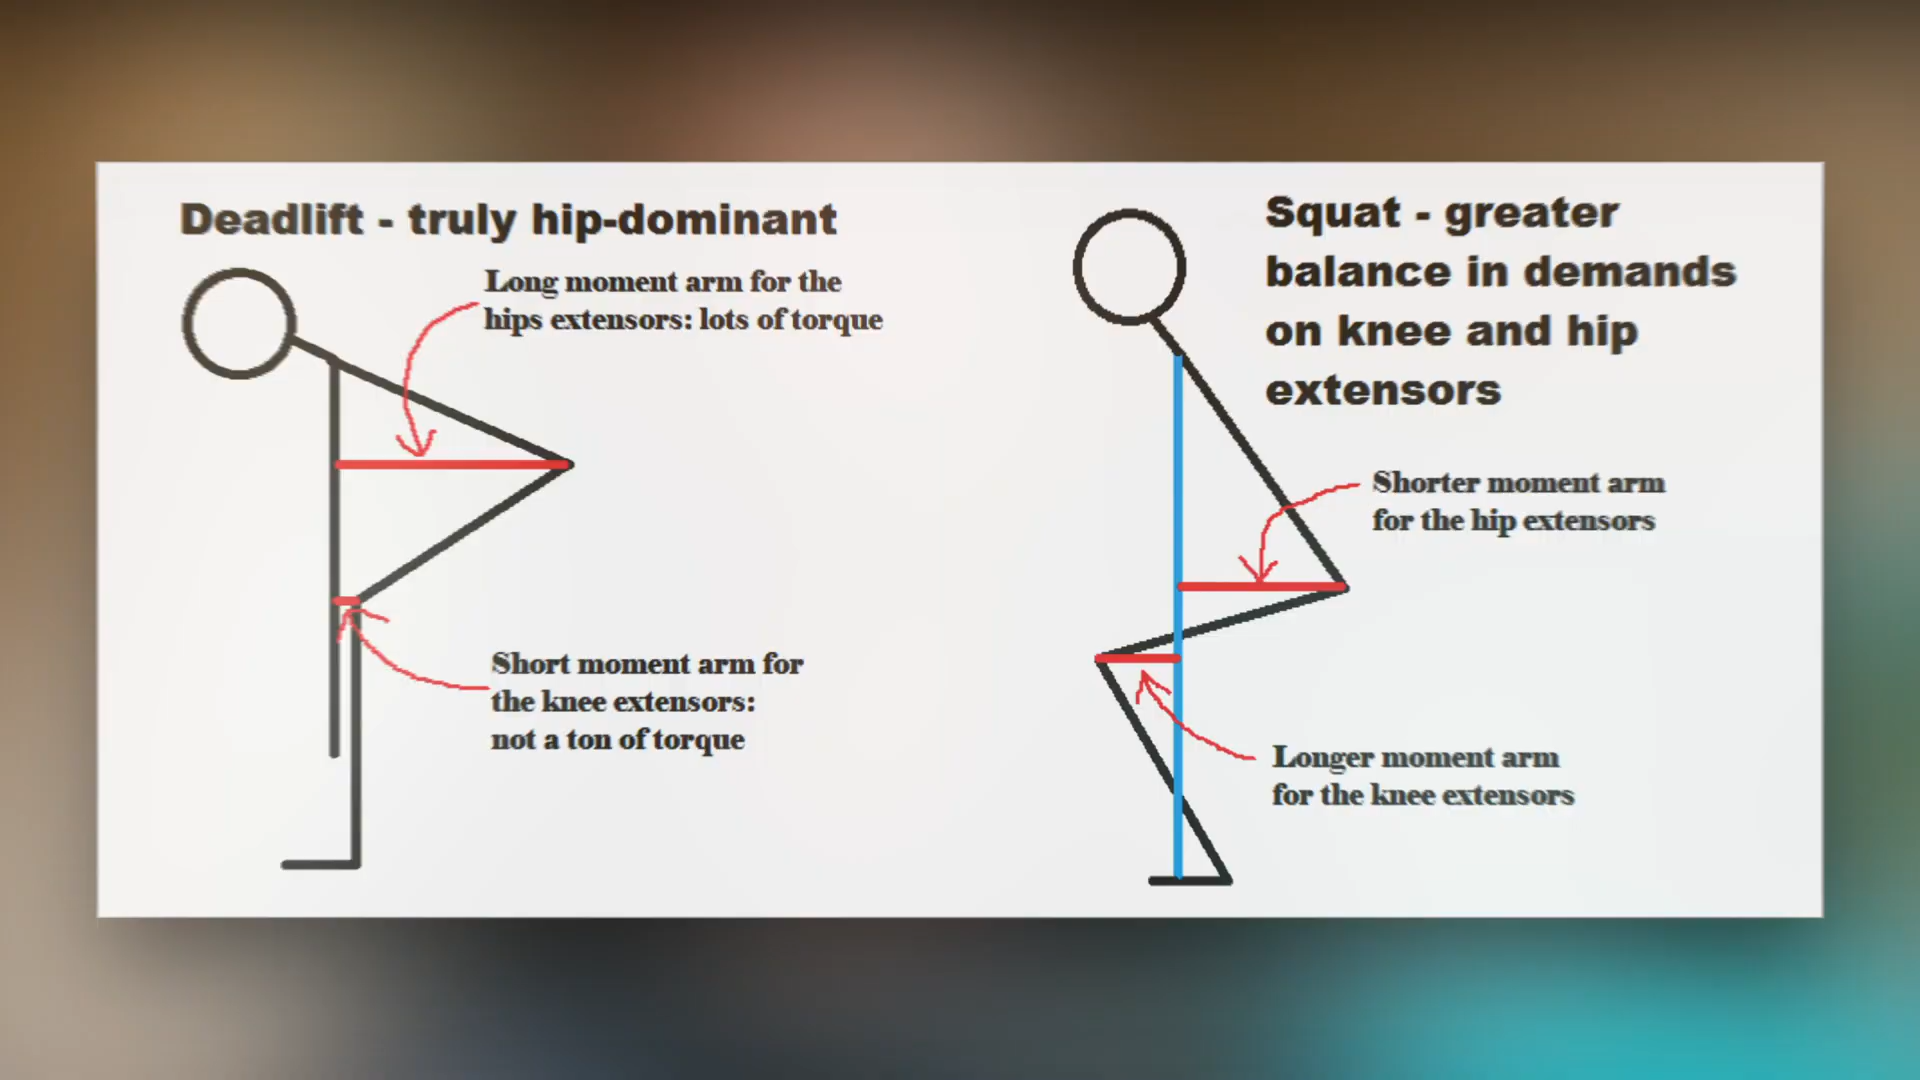 Deadlift - truly hip-dominant
Long moment arm for the
hips extensors: lots of torque
Short moment arm for
the knee extensors:
not a ton of torque
Squat - greater
balance in demands
on knee and hip
extensors
Shorter moment arm
for the hip extensors
Longer moment arm
for the knee extensors